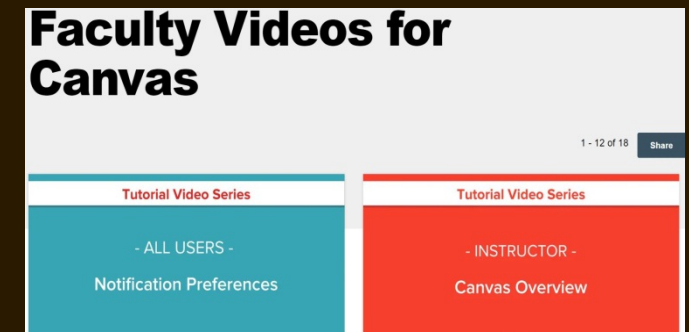 Faculty Videos for
Canvas
1 - 12 of 18
Share
Tutorial Video Series
- ALL USERS -
Notification Preferences
Tutorial Video Series
- INSTRUCTOR -
Canvas Overview